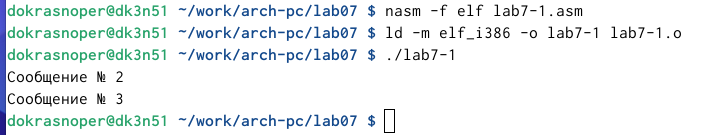 dokrasnoper@dk3n51 ~/work/arch-pc/lab07 $ nasm -f elf lab7-1.asm
dokrasnoper@dk3n51 ~/work/arch-pc/lab07 $ ld -m elf_i386 -o lab7-1 lab7-1.o
dokrasnoper@dk3n51 ~/work/arch-pc/lab07 $ ./lab7-1
Сообщение № 2
Сообщение № 3
dokrasnoper@dk3n51 ~/work/arch-pc/lab07 $